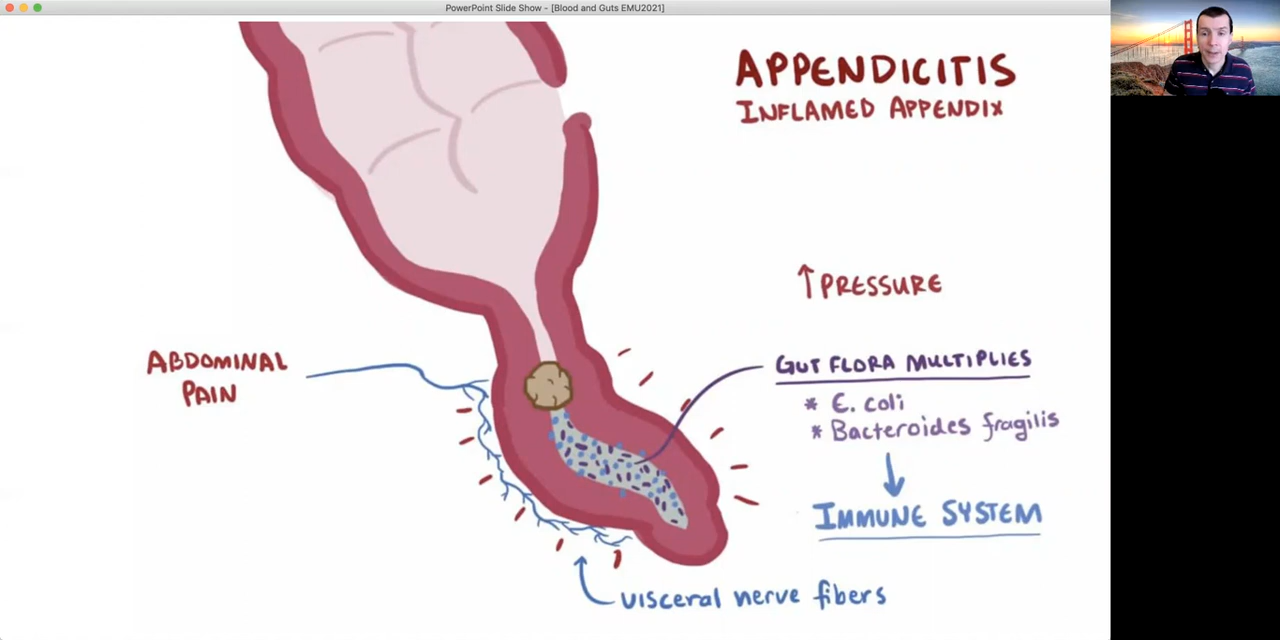 PowerPoint Slide Show - [Blood and Guts EMU2021]
APPENDICITIS
INFLAMED APPENDIX
↑ PRESSURE
ABDOMINAL
PAIN
GUT FLORA MULTIPLIES
* E. coli
* Bacteroides fragilis
IMMUNE SYSTEM
visceral nerve fibers